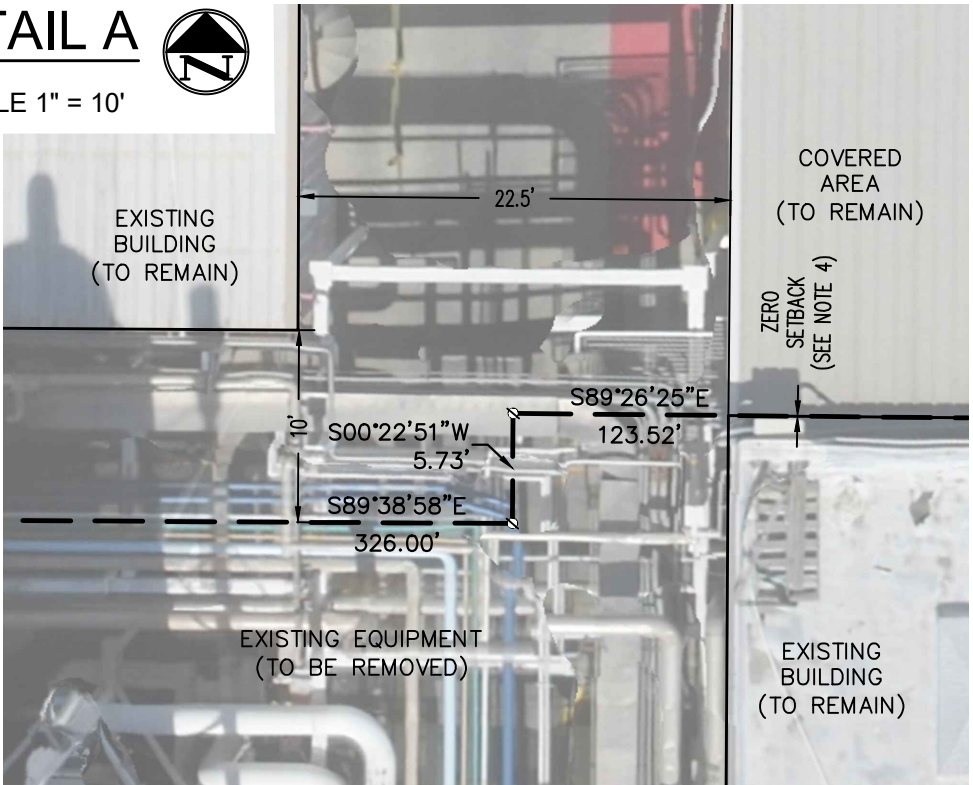 TAIL A
N
LE 1" = 10'
COVERED
AREA
(TO REMAIN)
22.5'
EXISTING
BUILDING
(TO REMAIN)
ZERO
SETBACK
(SEE NOTE 4)
S89°26'25"E
123.52'
10'
S00°22'51"W
5.73'
S89°38'58"E
326.00'
EXISTING EQUIPMENT
(TO BE REMOVED)
EXISTING
BUILDING
(TO REMAIN)